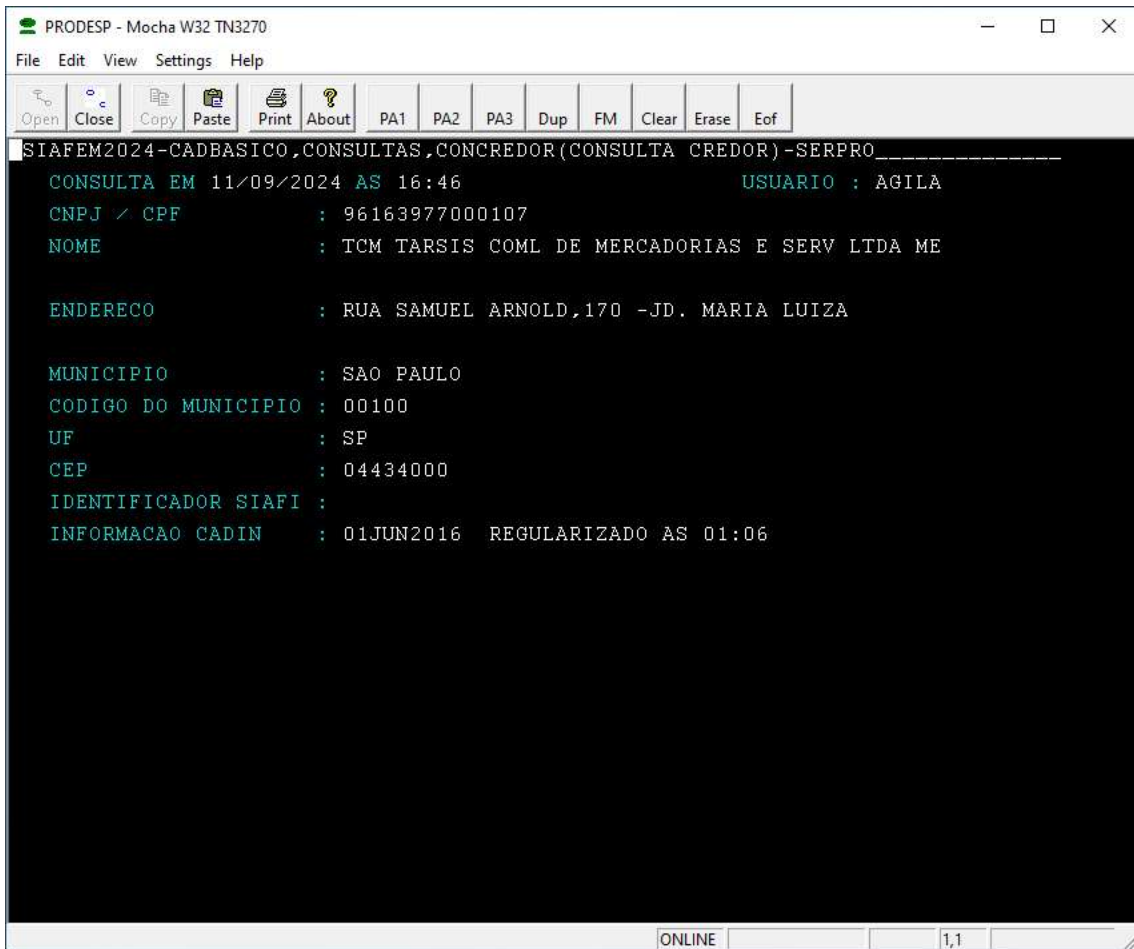 PRODESP - Mocha W32 TN3270
File Edit View Settings Help
Open Close Copy Paste Print About PA1 PA2 PA3 Dup FM Clear Erase Eof
SIAFEM2024-CADBASICO,CONSULTAS,CONCREDOR(CONSULTA CREDOR)-SERPRO______________
CONSULTA EM 11/09/2024 AS 16:46 USUARIO : AGILA
CNPJ / CPF : 96163977000107
NOME : TCM TARSIS COML DE MERCADORIAS E SERV LTDA ME
ENDERECO : RUA SAMUEL ARNOLD,170 -JD. MARIA LUIZA
MUNICIPIO : SAO PAULO
CODIGO DO MUNICIPIO : 00100
UF : SP
CEP : 04434000
IDENTIFICADOR SIAFI :
INFORMACAO CADIN : 01JUN2016 REGULARIZADO AS 01:06
ONLINE 1,1